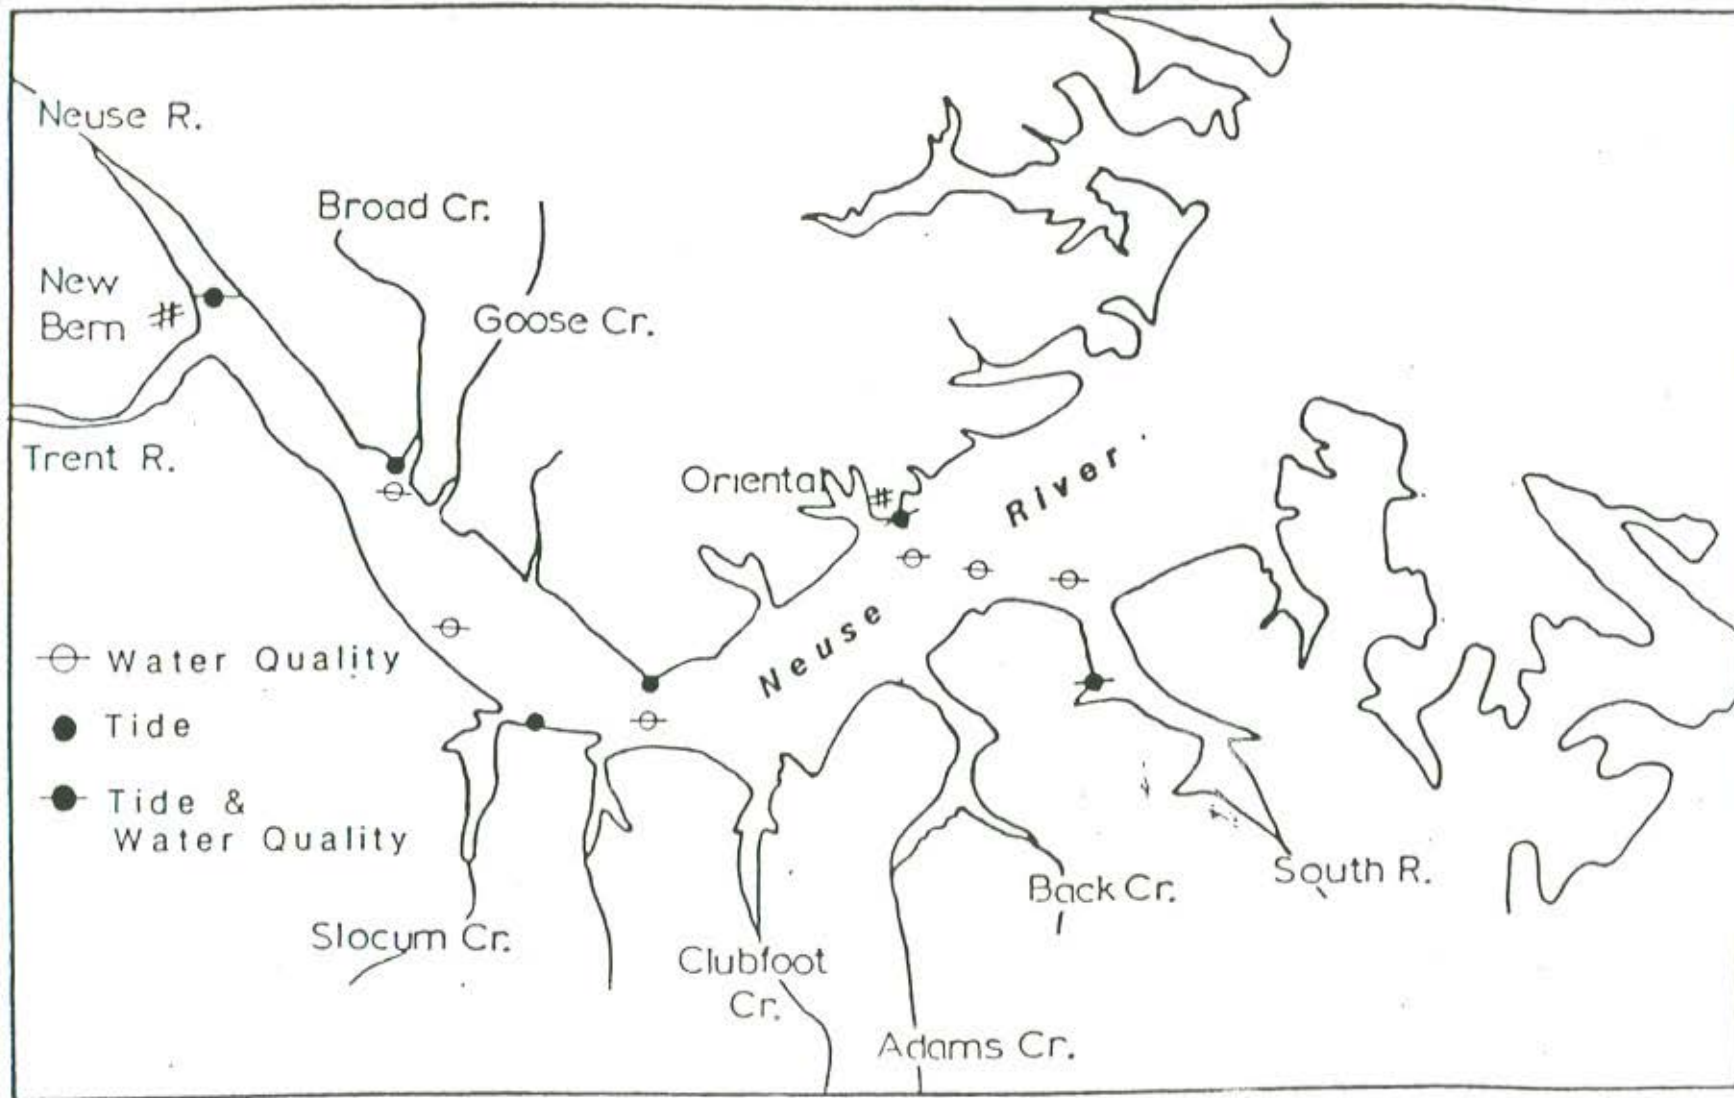 Neuse R.
Broad Cr.
New
Bern #
Goose Cr.
Trent R.
Oriental #
Neuse River
Water Quality
Tide
Tide &
Water Quality
Slocum Cr.
Clubfoot
Cr.
Adams Cr.
Back Cr.
South R.